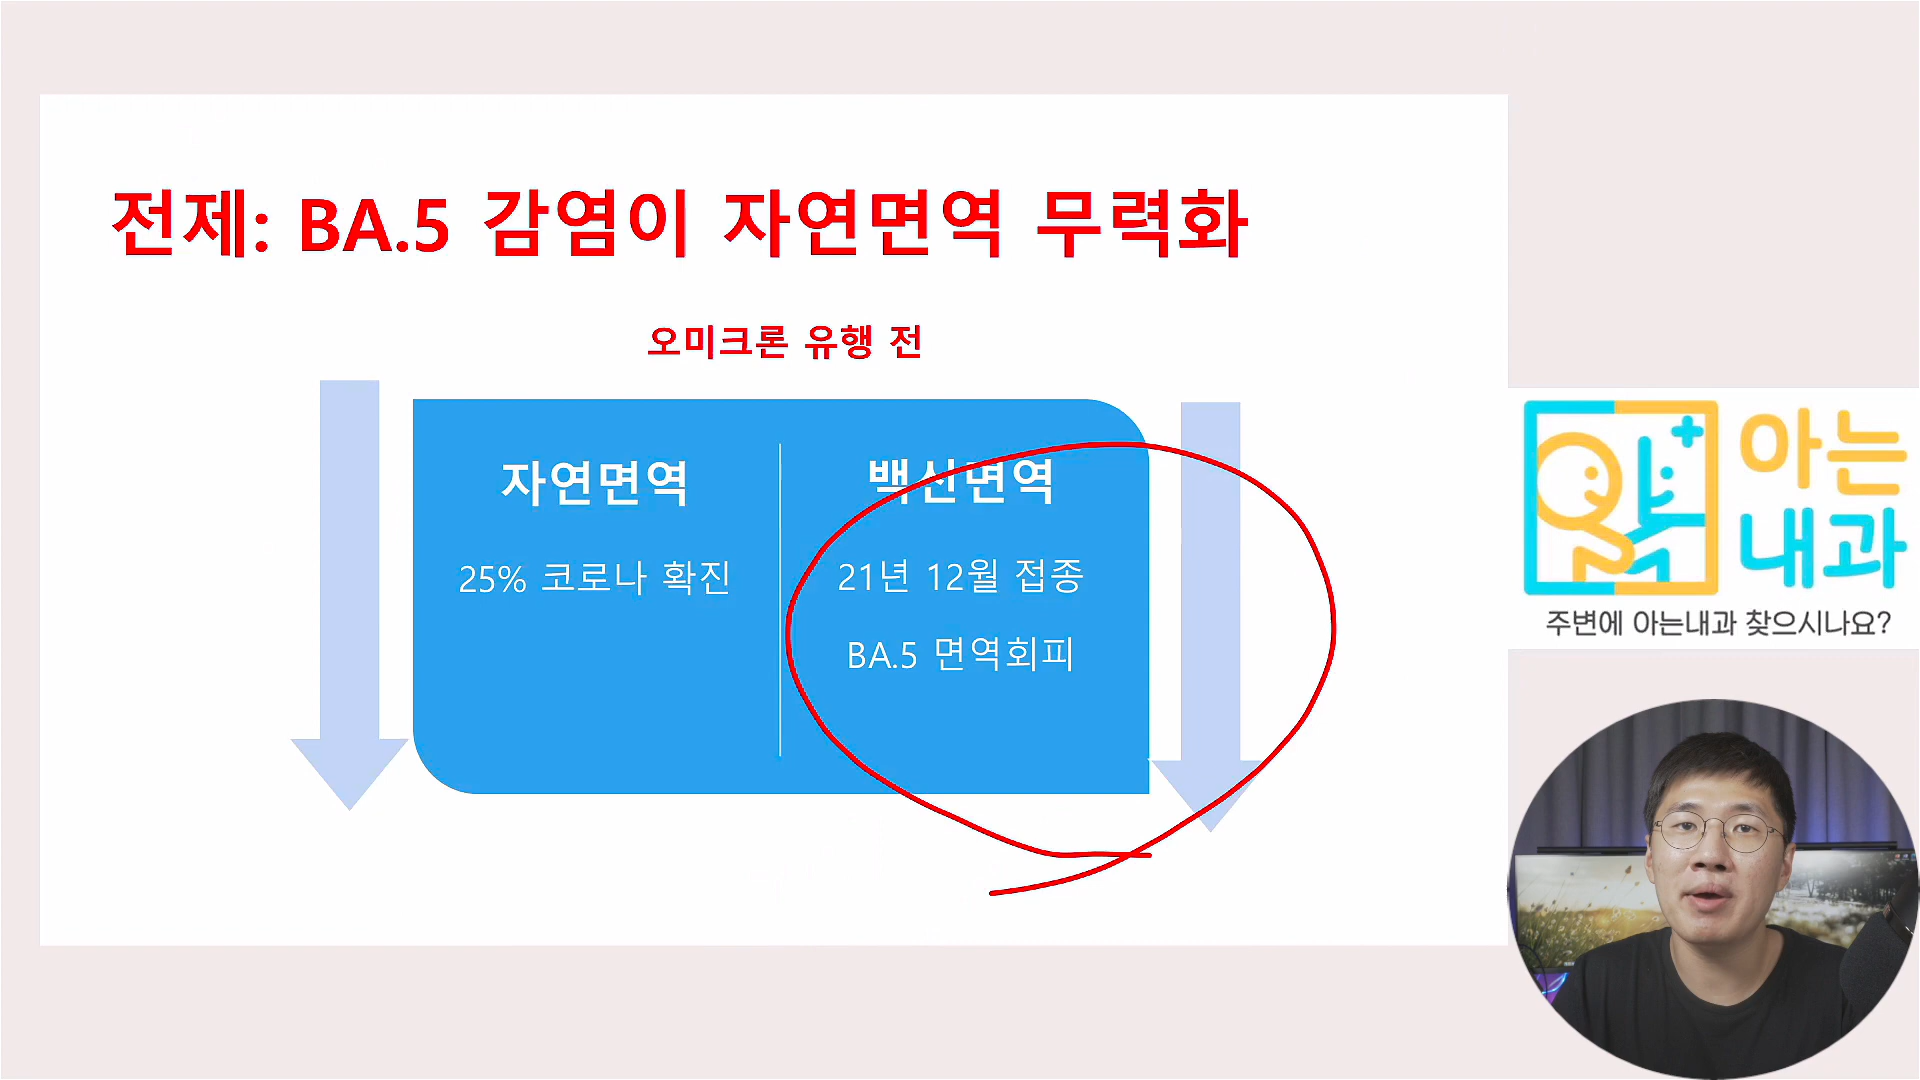 전제: BA.5 감염이 자연면역 무력화
오미크론 유행 전
자연면역
25% 코로나 확진
백신면역
21년 12월 접종
BA.5 면역회피
아는
내과
주변에 아는내과 찾으시나요?